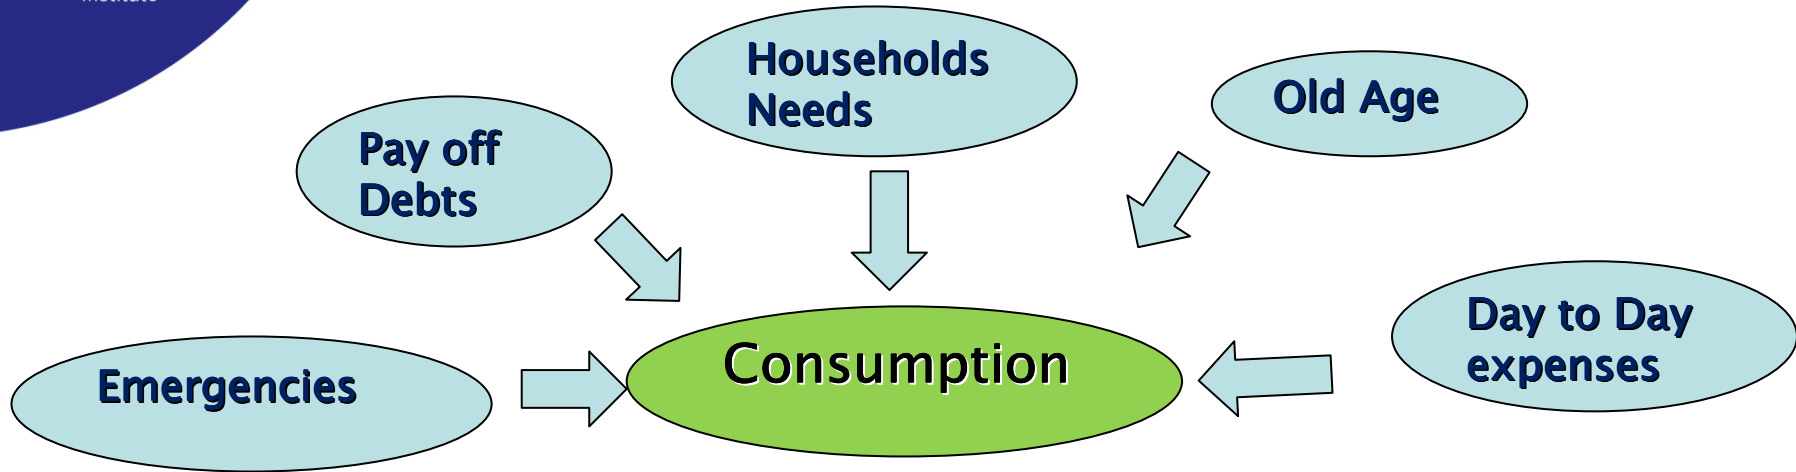 Households
Needs
Old Age
Pay off
Debts
Day to Day
expenses
Consumption
Emergencies